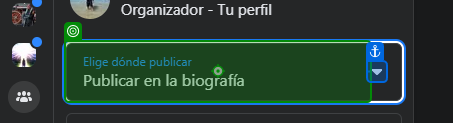 Organizador - Tu perfil
Elige dónde publicar
Publicar en la biografía